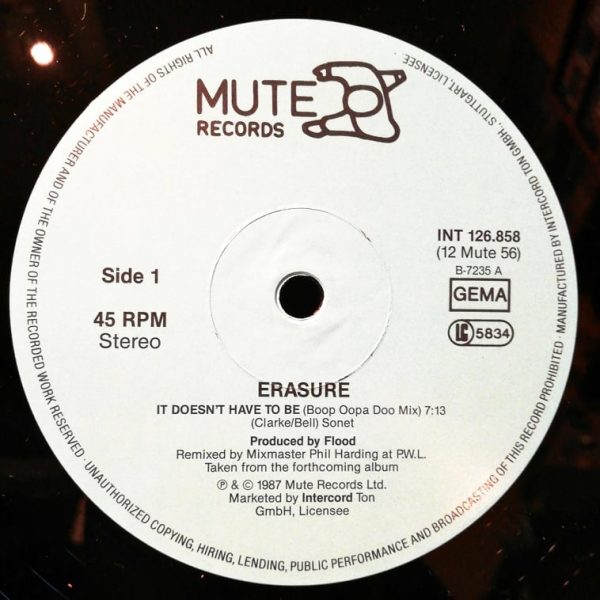 MUTE
RECORDS
Side 1
45 RPM
Stereo
INT 126.858
(12 Mute 56)
B-7235 A
GEMA
LC 5834
ERASURE
IT DOESN'T HAVE TO BE (Boop Oopa Doo Mix) 7:13
(Clarke/Bell) Sonet
Produced by Flood
Remixed by Mixmaster Phil Harding at P.W.L.
Taken from the forthcoming album
℗ & © 1987 Mute Records Ltd.
Marketed by Intercord Ton
GmbH, Licensee
ALL RIGHTS OF THE MANUFACTURER AND OF THE OWNER OF THE RECORDED WORK RESERVED · UNAUTHORIZED COPYING, HIRING, LENDING, PUBLIC PERFORMANCE AND BROADCASTING OF THIS RECORD PROHIBITED · MANUFACTURED BY INTERCORD TON GMBH, STUTTGART, LICENSEE